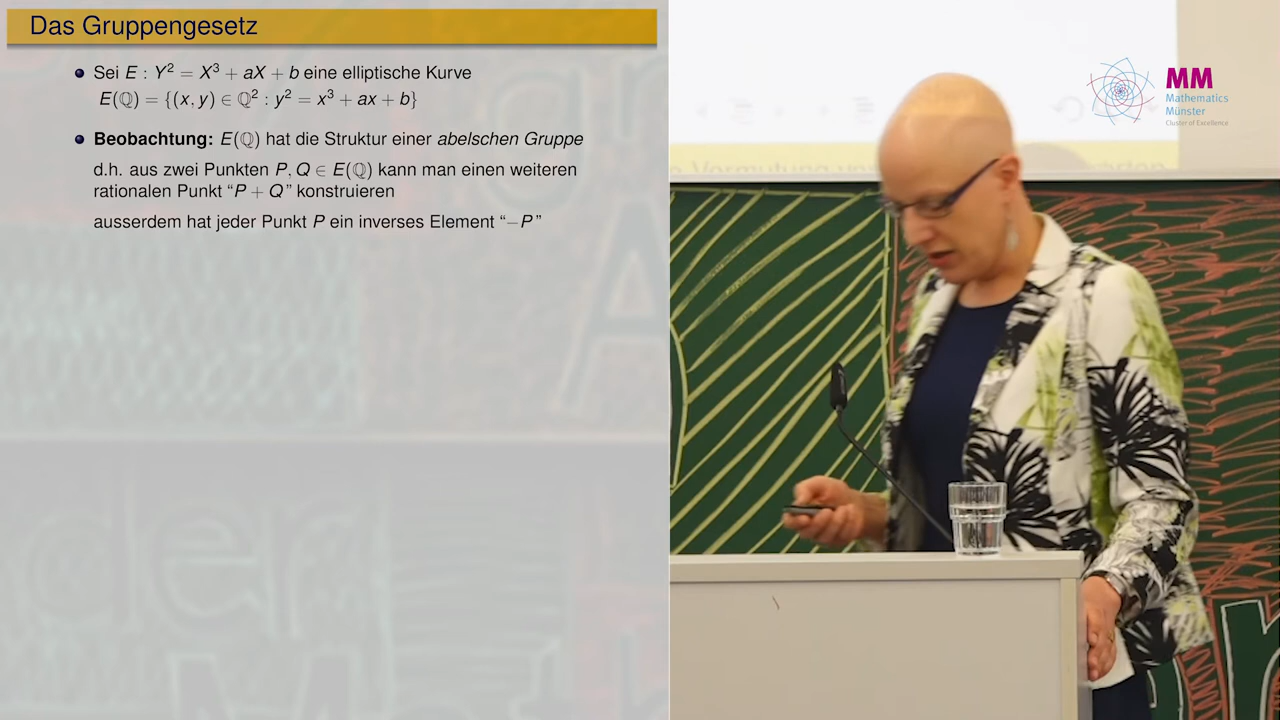 Das Gruppengesetz
Sei E : Y² = X³ + aX + b eine elliptische Kurve
E(ℚ) = {(x, y) ∈ ℚ² : y² = x³ + ax + b}
Beobachtung: E(ℚ) hat die Struktur einer abelschen Gruppe
d.h. aus zwei Punkten P, Q ∈ E(ℚ) kann man einen weiteren
rationalen Punkt “P + Q” konstruieren
ausserdem hat jeder Punkt P ein inverses Element “−P”
MM
Mathematics
Münster
Cluster of Excellence